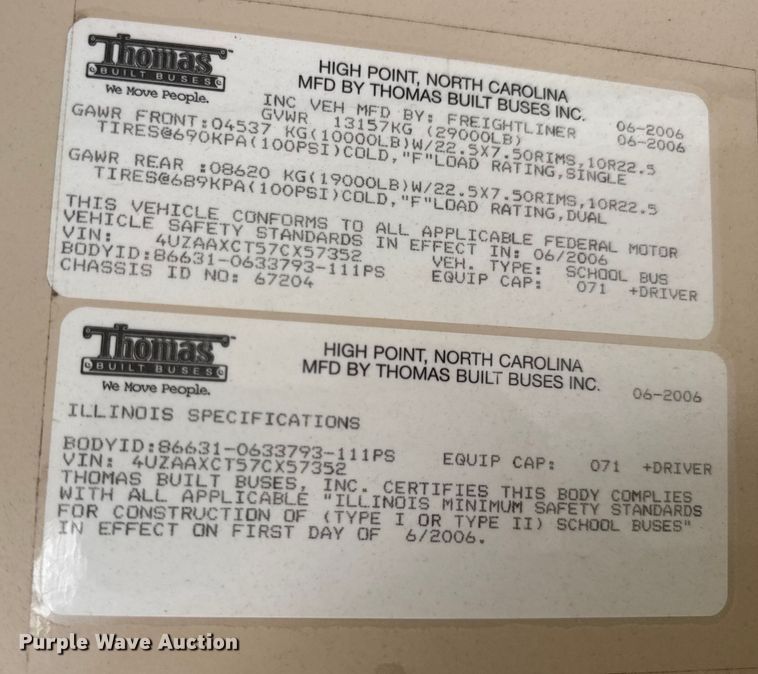 Thomas™
BUILT BUSES
We Move People.
HIGH POINT, NORTH CAROLINA
MFD BY THOMAS BUILT BUSES INC. 06-2006
INC VEH MFD BY: FREIGHTLINER 06-2006
GVWR 13157KG (29000LB)
GAWR FRONT:04537 KG(10000LB)W/22.5X7.50RIMS,10R22.5
TIRES@690KPA(100PSI)COLD,"F"LOAD RATING,SINGLE
GAWR REAR :08620 KG(19000LB)W/22.5X7.50RIMS,10R22.5
TIRES@689KPA(100PSI)COLD,"F"LOAD RATING,DUAL
THIS VEHICLE CONFORMS TO ALL APPLICABLE FEDERAL MOTOR
VEHICLE SAFETY STANDARDS IN EFFECT IN: 06/2006
VIN: 4UZAAXCT57CX57352 VEH. TYPE: SCHOOL BUS
BODYID:86631-0633793-111PS EQUIP CAP: 071 +DRIVER
CHASSIS ID NO: 67204
Thomas™
BUILT BUSES
We Move People.
HIGH POINT, NORTH CAROLINA
MFD BY THOMAS BUILT BUSES INC. 06-2006
ILLINOIS SPECIFICATIONS
BODYID:86631-0633793-111PS EQUIP CAP: 071 +DRIVER
VIN: 4UZAAXCT57CX57352
THOMAS BUILT BUSES, INC. CERTIFIES THIS BODY COMPLIES
WITH ALL APPLICABLE "ILLINOIS MINIMUM SAFETY STANDARDS
FOR CONSTRUCTION OF (TYPE I OR TYPE II) SCHOOL BUSES"
IN EFFECT ON FIRST DAY OF 6/2006.
Purple Wave Auction